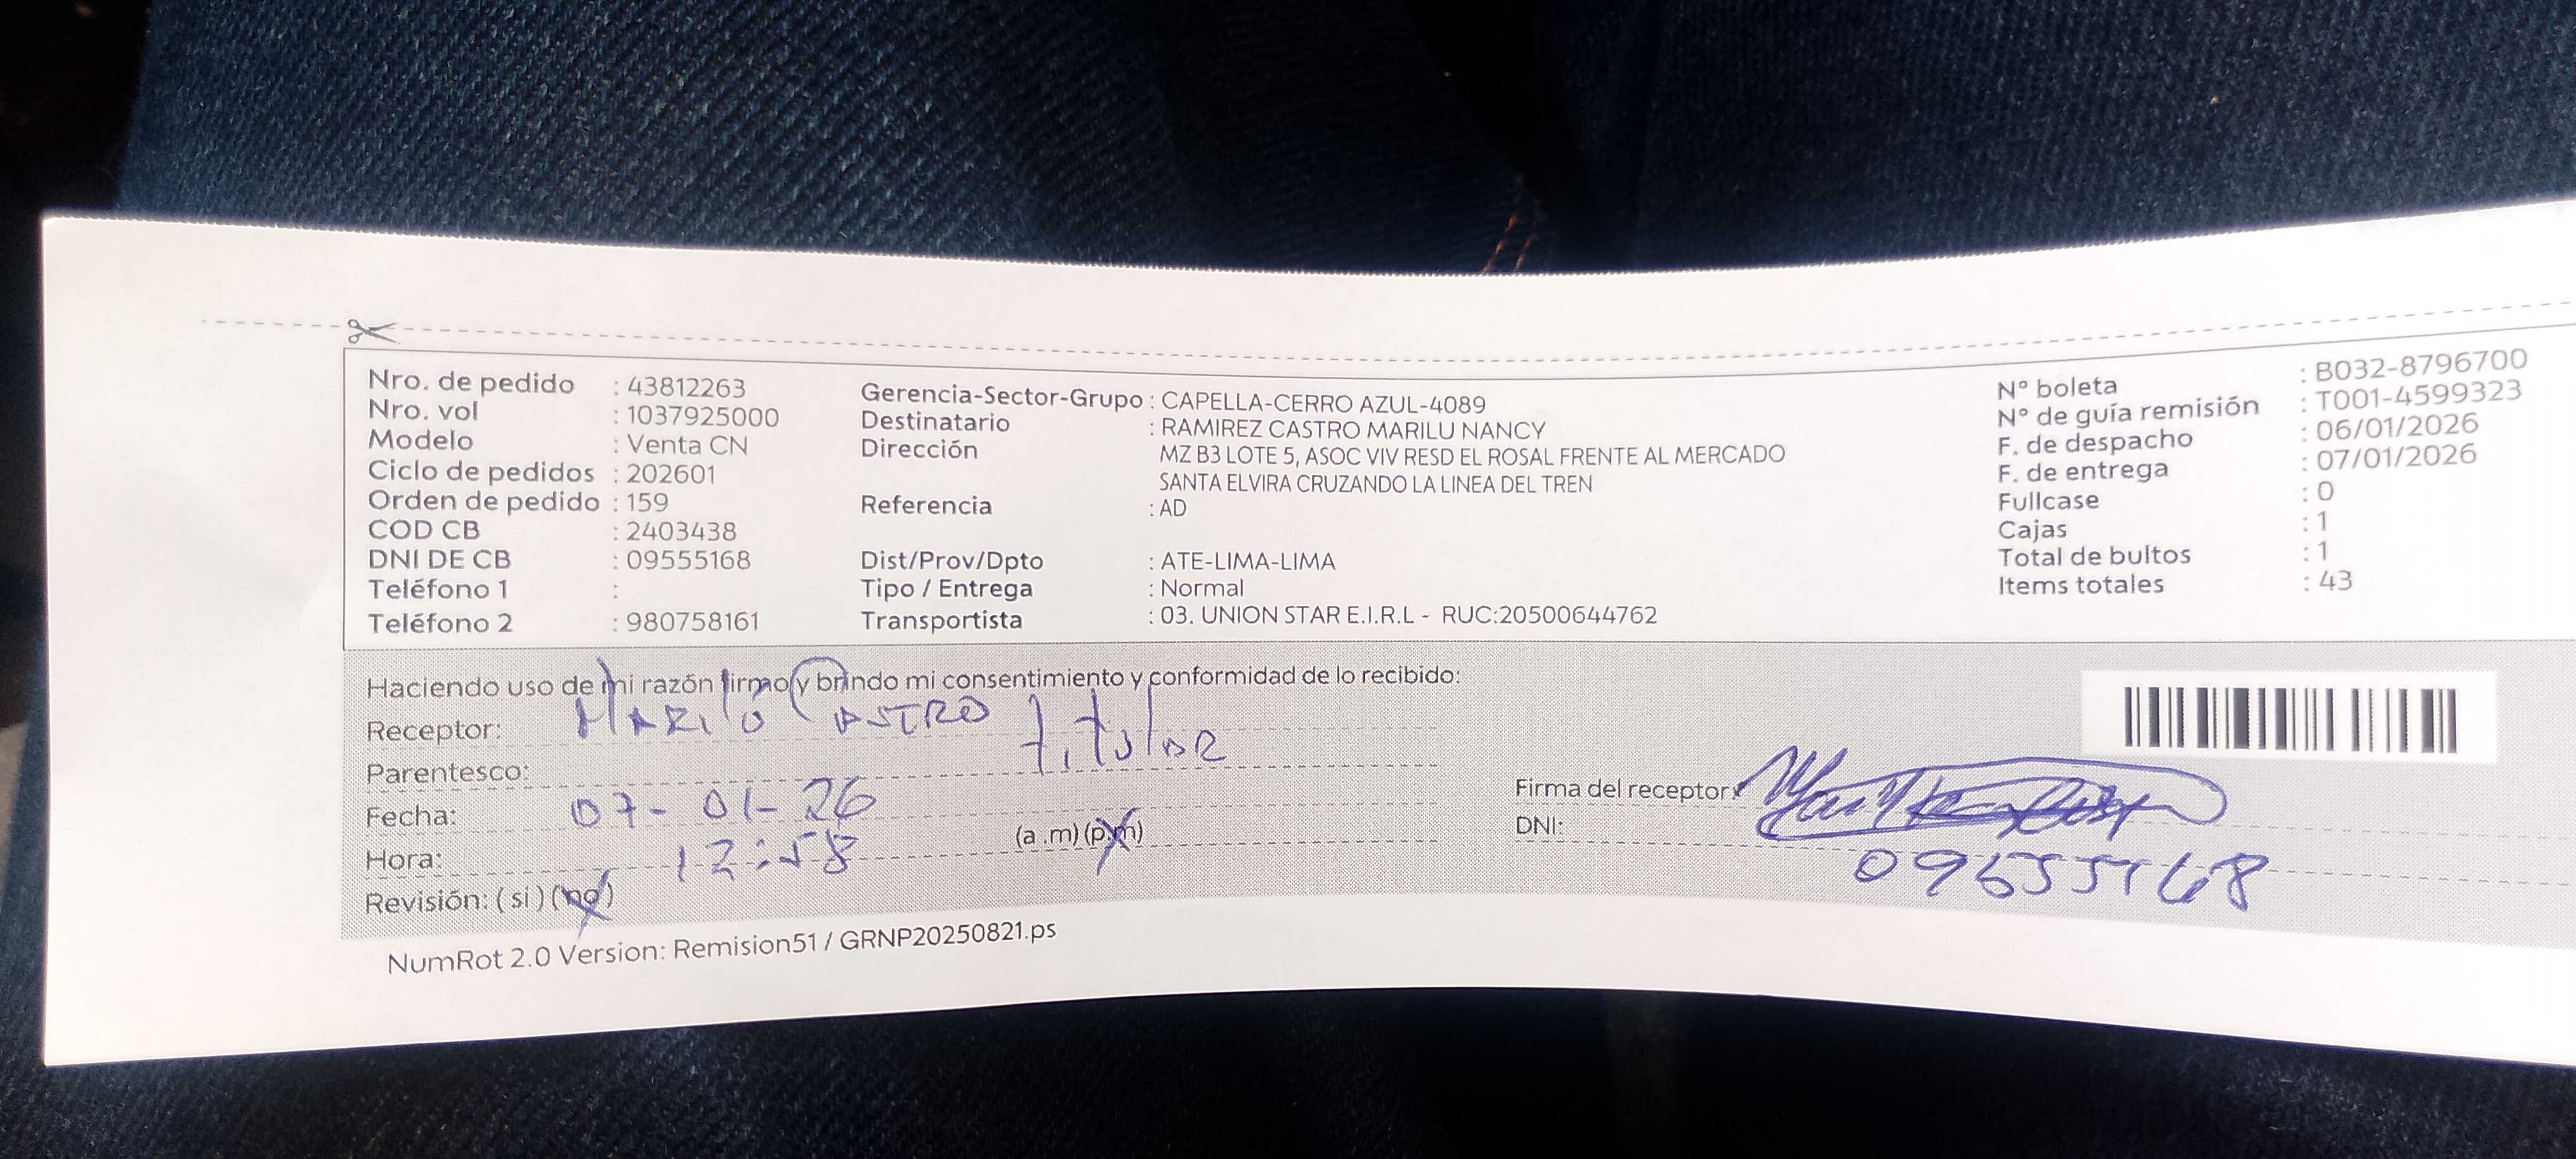 Nro. de pedido : 43812263
Nro. vol : 1037925000
Modelo : Venta CN
Ciclo de pedidos : 202601
Orden de pedido : 159
COD CB : 2403438
DNI DE CB : 09555168
Teléfono 1 :
Teléfono 2 : 980758161
Gerencia-Sector-Grupo : CAPELLA-CERRO AZUL-4089
Destinatario : RAMIREZ CASTRO MARILU NANCY
Dirección MZ B3 LOTE 5, ASOC VIV RESD EL ROSAL FRENTE AL MERCADO
SANTA ELVIRA CRUZANDO LA LINEA DEL TREN
Referencia : AD
Dist/Prov/Dpto : ATE-LIMA-LIMA
Tipo / Entrega : Normal
Transportista : 03. UNION STAR E.I.R.L - RUC:20500644762
N° boleta : B032-8796700
N° de guía remisión : T001-4599323
F. de despacho : 06/01/2026
F. de entrega : 07/01/2026
Fullcase : 0
Cajas : 1
Total de bultos : 1
Items totales : 43
Haciendo uso de mi razón firmo y brindo mi consentimiento y conformidad de lo recibido:
Receptor: MARILÚ CASTRO titular
Parentesco:
Fecha: 07-01-26
Hora: 12:58 (a .m) (p.m)
Revisión: ( si ) (no)
Firma del receptor:
DNI: 09555168
NumRot 2.0 Version: Remision51 / GRNP20250821.ps